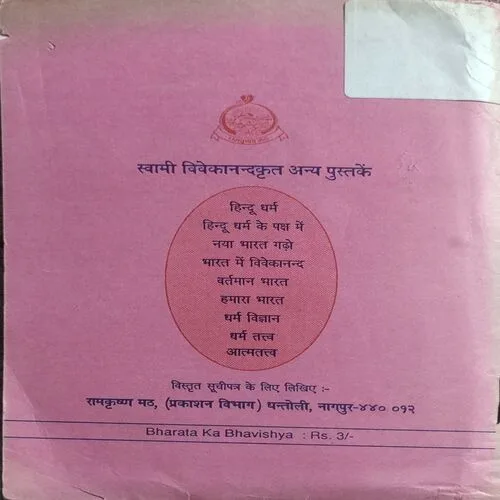 स्वामी विवेकानन्दकृत अन्य पुस्तकें
हिन्दू धर्म
हिन्दू धर्म के पक्ष में
नया भारत गढ़ो
भारत में विवेकानन्द
वर्तमान भारत
हमारा भारत
धर्म विज्ञान
धर्म तत्त्व
आत्मतत्त्व
विस्तृत सूचीपत्र के लिए लिखिए :-
रामकृष्ण मठ, (प्रकाशन विभाग) धन्तोली, नागपुर-४४० ०१२
Bharata Ka Bhavishya : Rs. 3/-